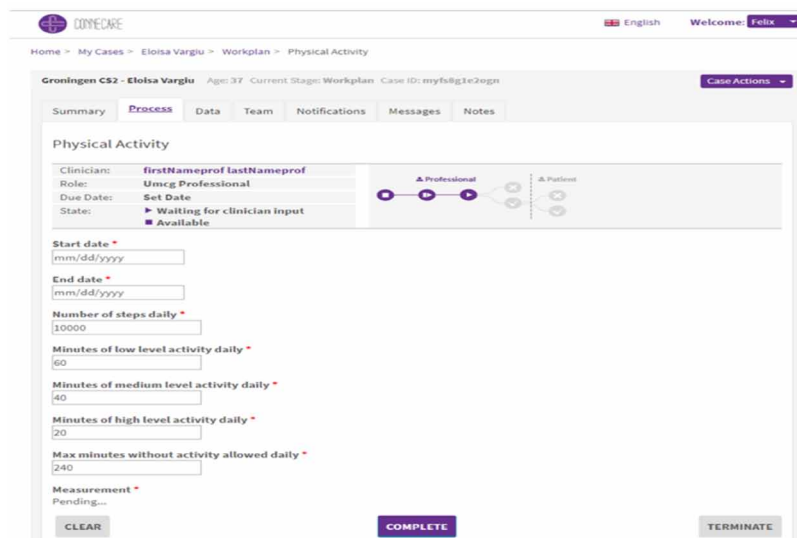 CONNECARE
English Welcome: Felix
Home > My Cases > Eloisa Vargiu > Workplan > Physical Activity
Groningen CS2 - Eloisa Vargiu Age: 37 Current Stage: Workplan Case ID: myfs8g1e2ogn
Case Actions
Summary Process Data Team Notifications Messages Notes
Physical Activity
Clinician: firstNameprof lastNameprof
Role: Umcg Professional
Due Date: Set Date
State: Waiting for clinician input
Available
Professional Patient
Start date *
mm/dd/yyyy
End date *
mm/dd/yyyy
Number of steps daily *
10000
Minutes of low level activity daily *
60
Minutes of medium level activity daily *
40
Minutes of high level activity daily *
20
Max minutes without activity allowed daily *
240
Measurement *
Pending...
CLEAR COMPLETE TERMINATE